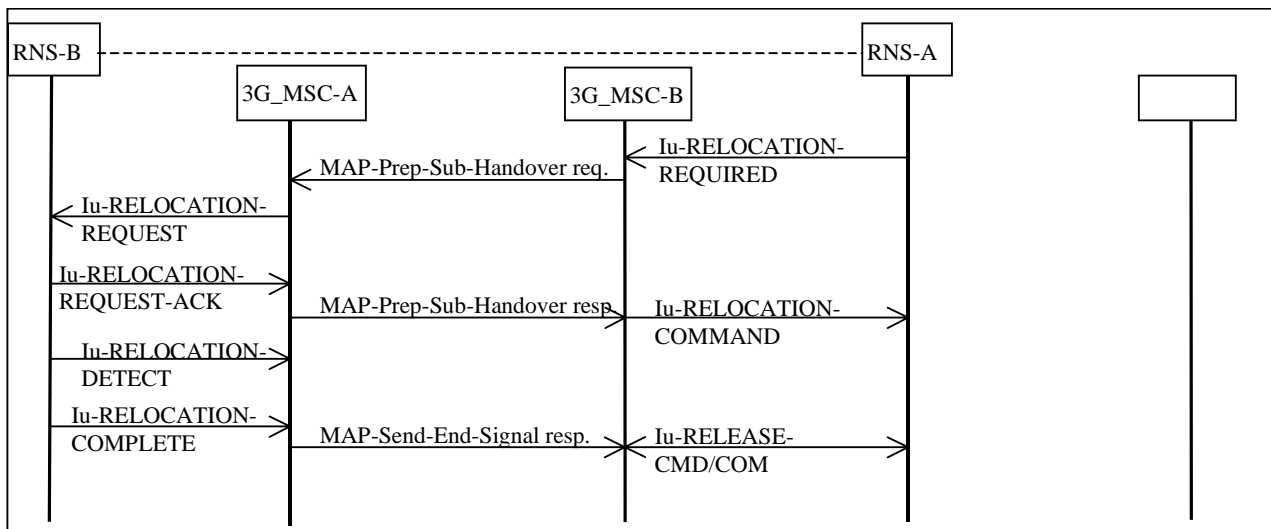 RNS-B
RNS-A
3G_MSC-A
3G_MSC-B
Iu-RELOCATION-
REQUIRED
MAP-Prep-Sub-Handover req.
Iu-RELOCATION-
REQUEST
Iu-RELOCATION-
REQUEST-ACK
MAP-Prep-Sub-Handover resp
Iu-RELOCATION-
COMMAND
Iu-RELOCATION-
DETECT
Iu-RELOCATION-
COMPLETE
MAP-Send-End-Signal resp.
Iu-RELEASE-
CMD/COM